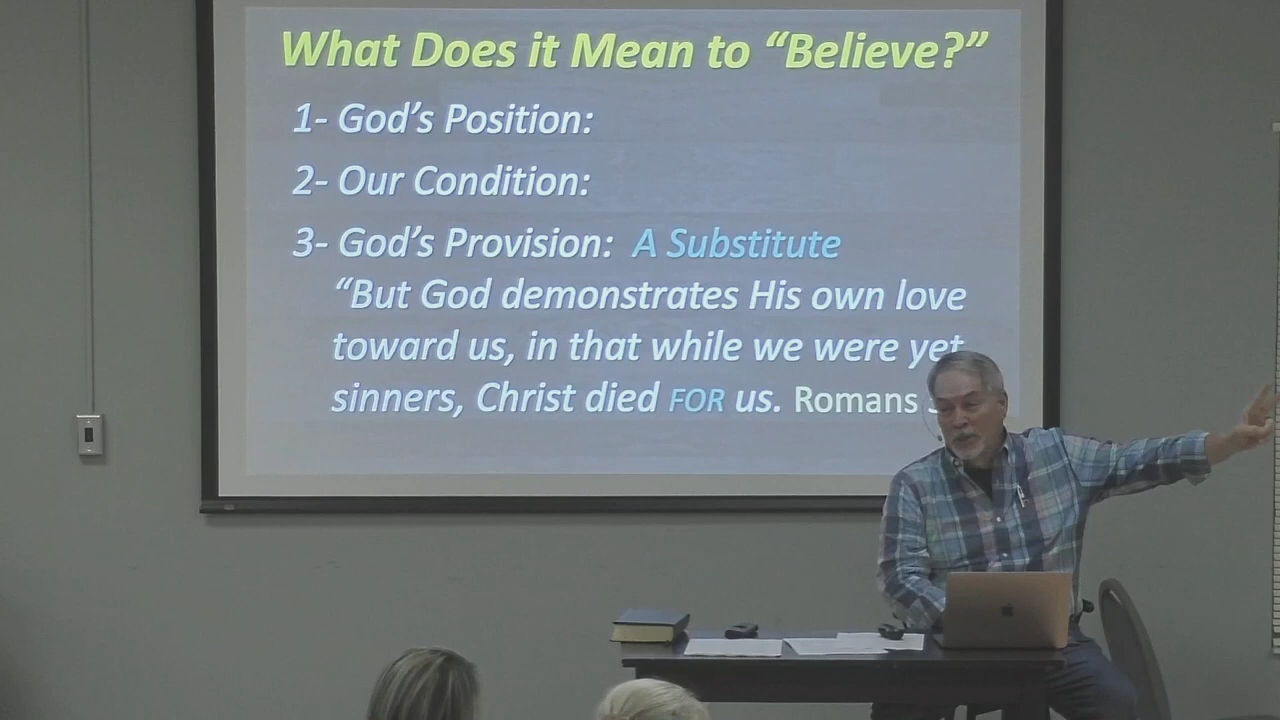 What Does it Mean to “Believe?”
1- God’s Position:
2- Our Condition:
3- God’s Provision: A Substitute
“But God demonstrates His own love
toward us, in that while we were yet
sinners, Christ died FOR us. Romans